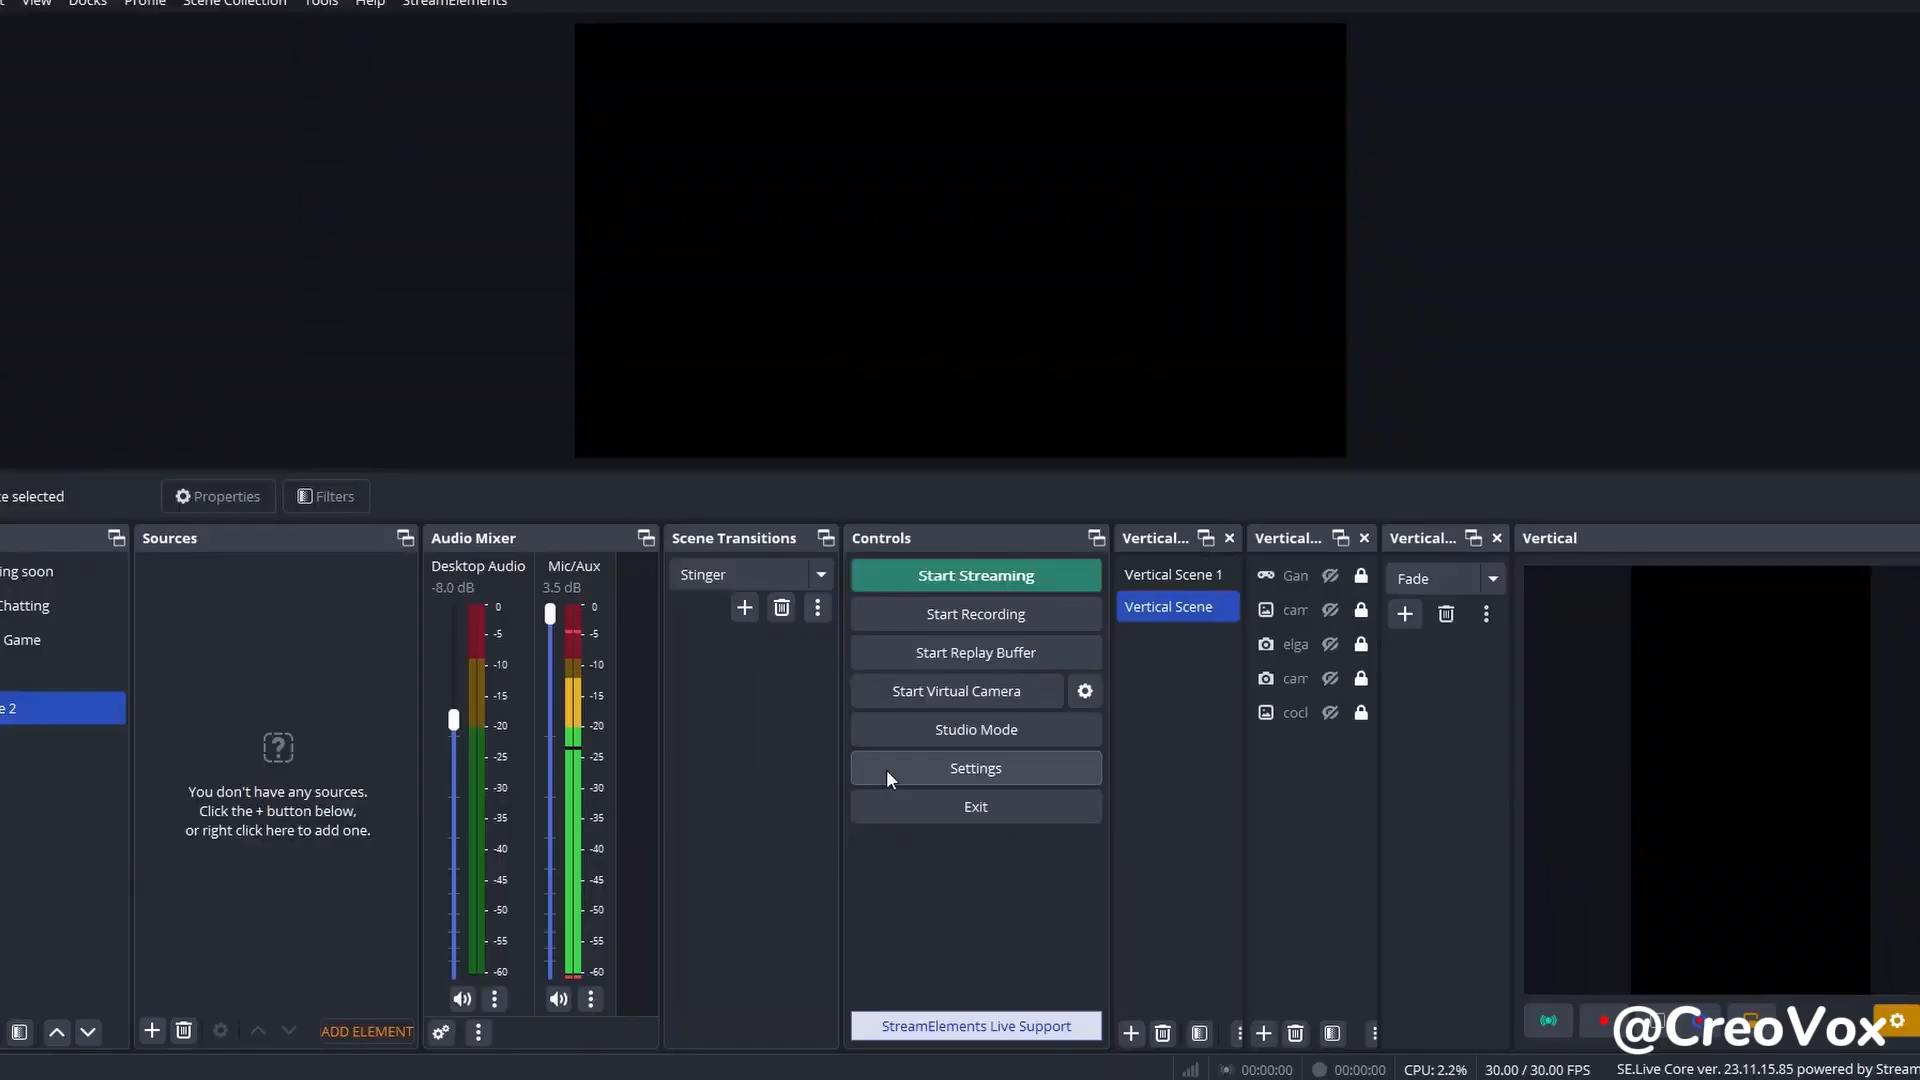 View Docks Profile Scene Collection Tools Help StreamElements
selected
Properties
Filters
Sources
Audio Mixer
Scene Transitions
Controls
Vertical...
Vertical...
Vertical...
Vertical
ing soon
Chatting
Game
e 2
You don't have any sources.
Click the + button below,
or right click here to add one.
ADD ELEMENT
Desktop Audio
-8.0 dB
0
-5
-10
-15
-20
-25
-30
-35
-40
-45
-50
-55
-60
Mic/Aux
3.5 dB
0
-5
-10
-15
-20
-25
-30
-35
-40
-45
-50
-55
-60
Stinger
Start Streaming
Start Recording
Start Replay Buffer
Start Virtual Camera
Studio Mode
Settings
Exit
StreamElements Live Support
Vertical Scene 1
Vertical Scene
Gan
cam
elga
cam
cocl
Fade
@CreoVox
00:00:00
00:00:00
CPU: 2.2%
30.00 / 30.00 FPS
SE.Live Core ver. 23.11.15.85 powered by Stream